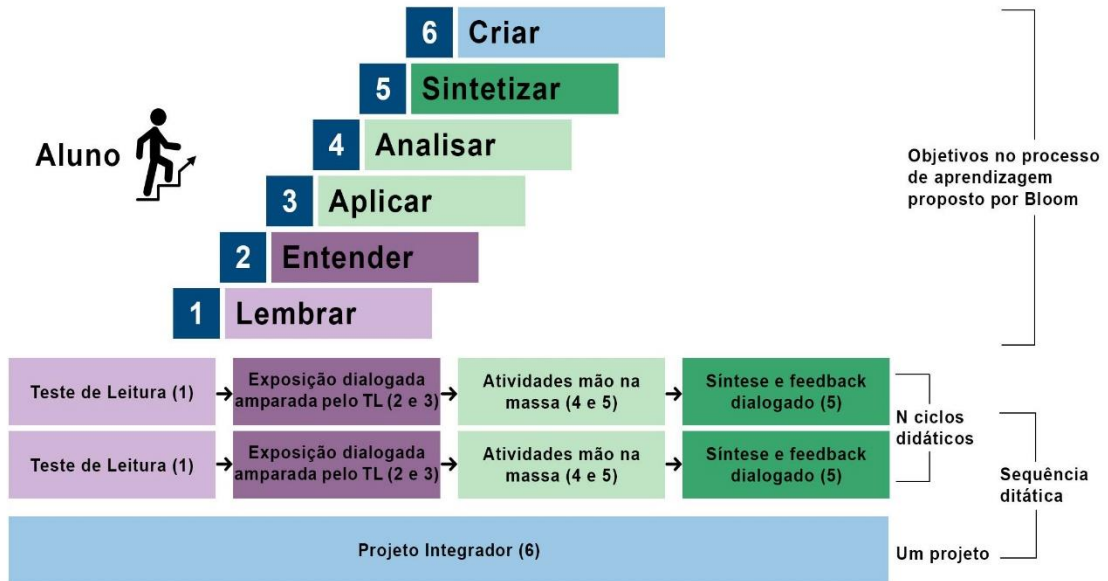 6 Criar
5 Sintetizar
Aluno
4 Analisar
3 Aplicar
2 Entender
1 Lembrar
Objetivos no processo
de aprendizagem
proposto por Bloom
Teste de Leitura (1)
Exposição dialogada
amparada pelo TL (2 e 3)
Atividades mão na
massa (4 e 5)
Síntese e feedback
dialogado (5)
Teste de Leitura (1)
Exposição dialogada
amparada pelo TL (2 e 3)
Atividades mão na
massa (4 e 5)
Síntese e feedback
dialogado (5)
N ciclos
didáticos
Sequência
ditática
Projeto Integrador (6)
Um projeto